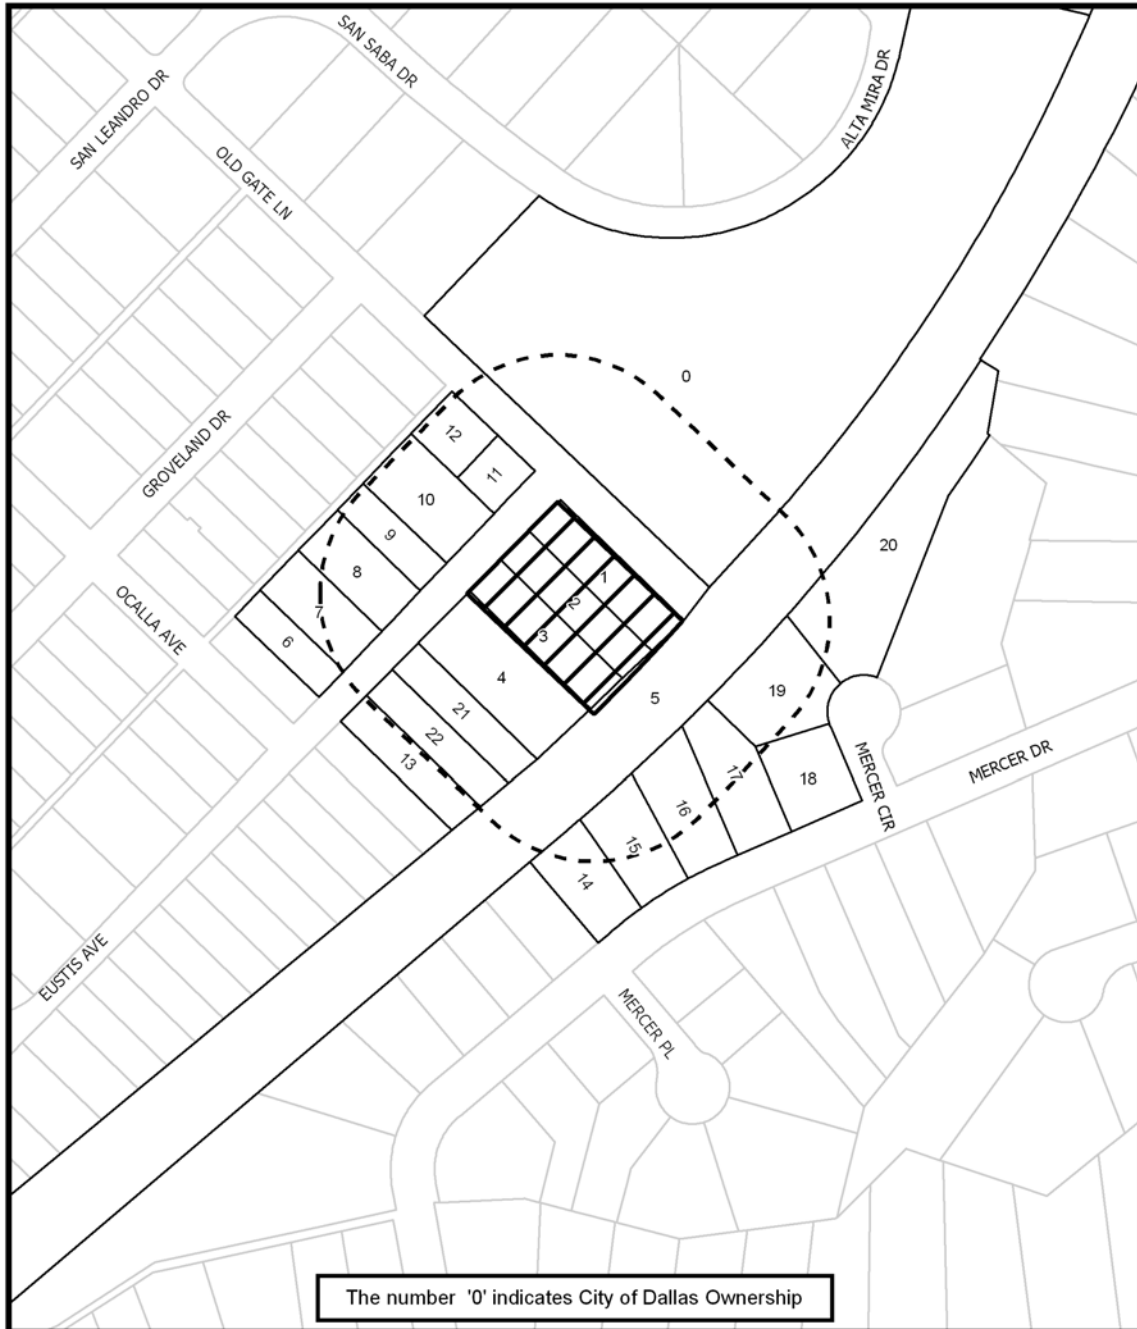 SAN SABA DR
ALTA MIRA DR
SAN LEANDRO DR
OLD GATE LN
0
12
11
GROVELAND DR
10
9
20
8
1
2
OCALLA AVE
7
6
3
4
5
19
21
22
13
17
18
MERCER CIR
MERCER DR
16
15
14
EUSTIS AVE
MERCER PL
The number '0' indicates City of Dallas Ownership